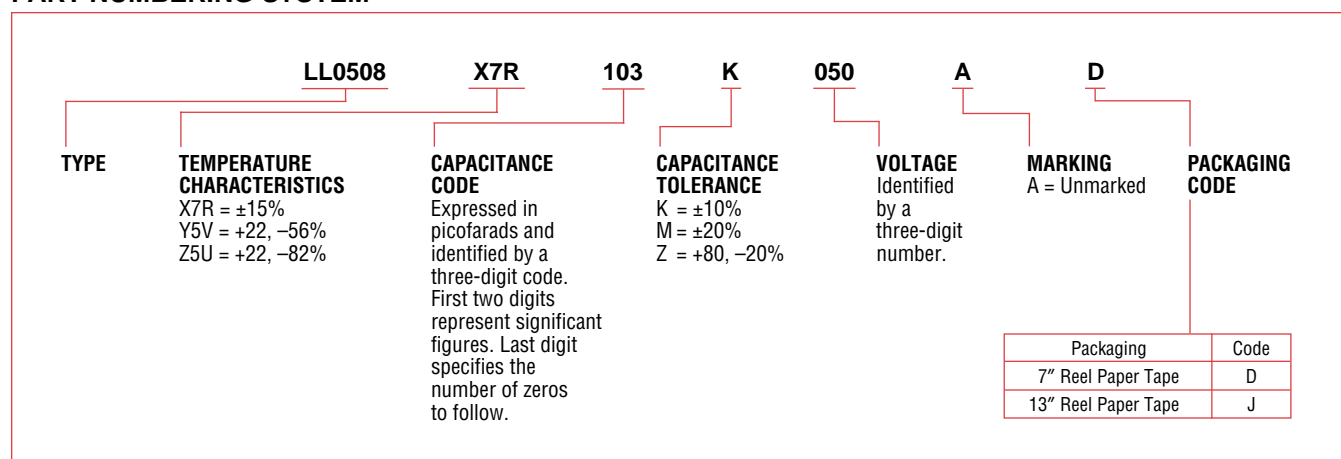 PART NUMBERING SYSTEM
LL0508 X7R 103 K 050 A D
TYPE
TEMPERATURE
CHARACTERISTICS
X7R = ±15%
Y5V = +22, –56%
Z5U = +22, –82%
CAPACITANCE
CODE
Expressed in
picofarads and
identified by a
three-digit code.
First two digits
represent significant
figures. Last digit
specifies the
number of zeros
to follow.
CAPACITANCE
TOLERANCE
K = ±10%
M = ±20%
Z = +80, –20%
VOLTAGE
Identified
by a
three-digit
number.
MARKING
A = Unmarked
PACKAGING
CODE
Packaging Code
7″ Reel Paper Tape D
13″ Reel Paper Tape J